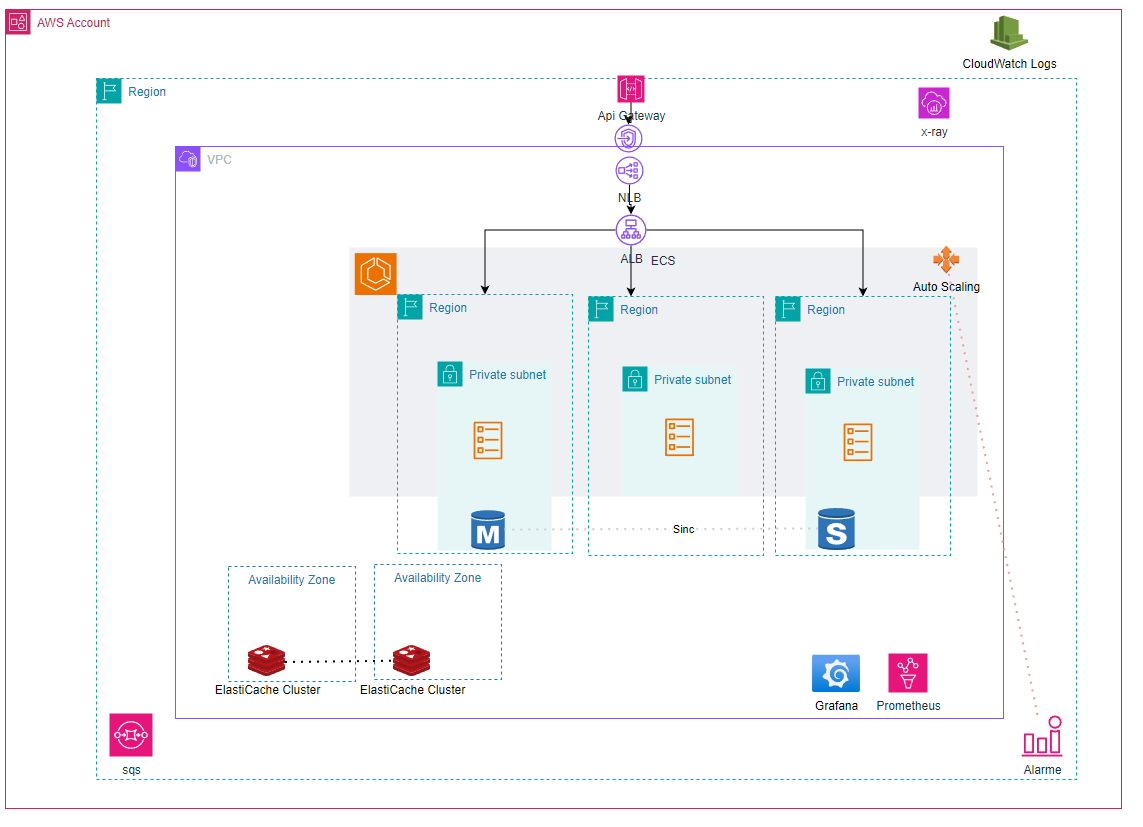 AWS Account
CloudWatch Logs
Region
Api Gateway
x-ray
VPC
NLB
ALB
ECS
Auto Scaling
Region
Region
Region
Private subnet
Private subnet
Private subnet
M
Sinc
S
Availability Zone
Availability Zone
ElastiCache Cluster
ElastiCache Cluster
Grafana
Prometheus
sqs
Alarme